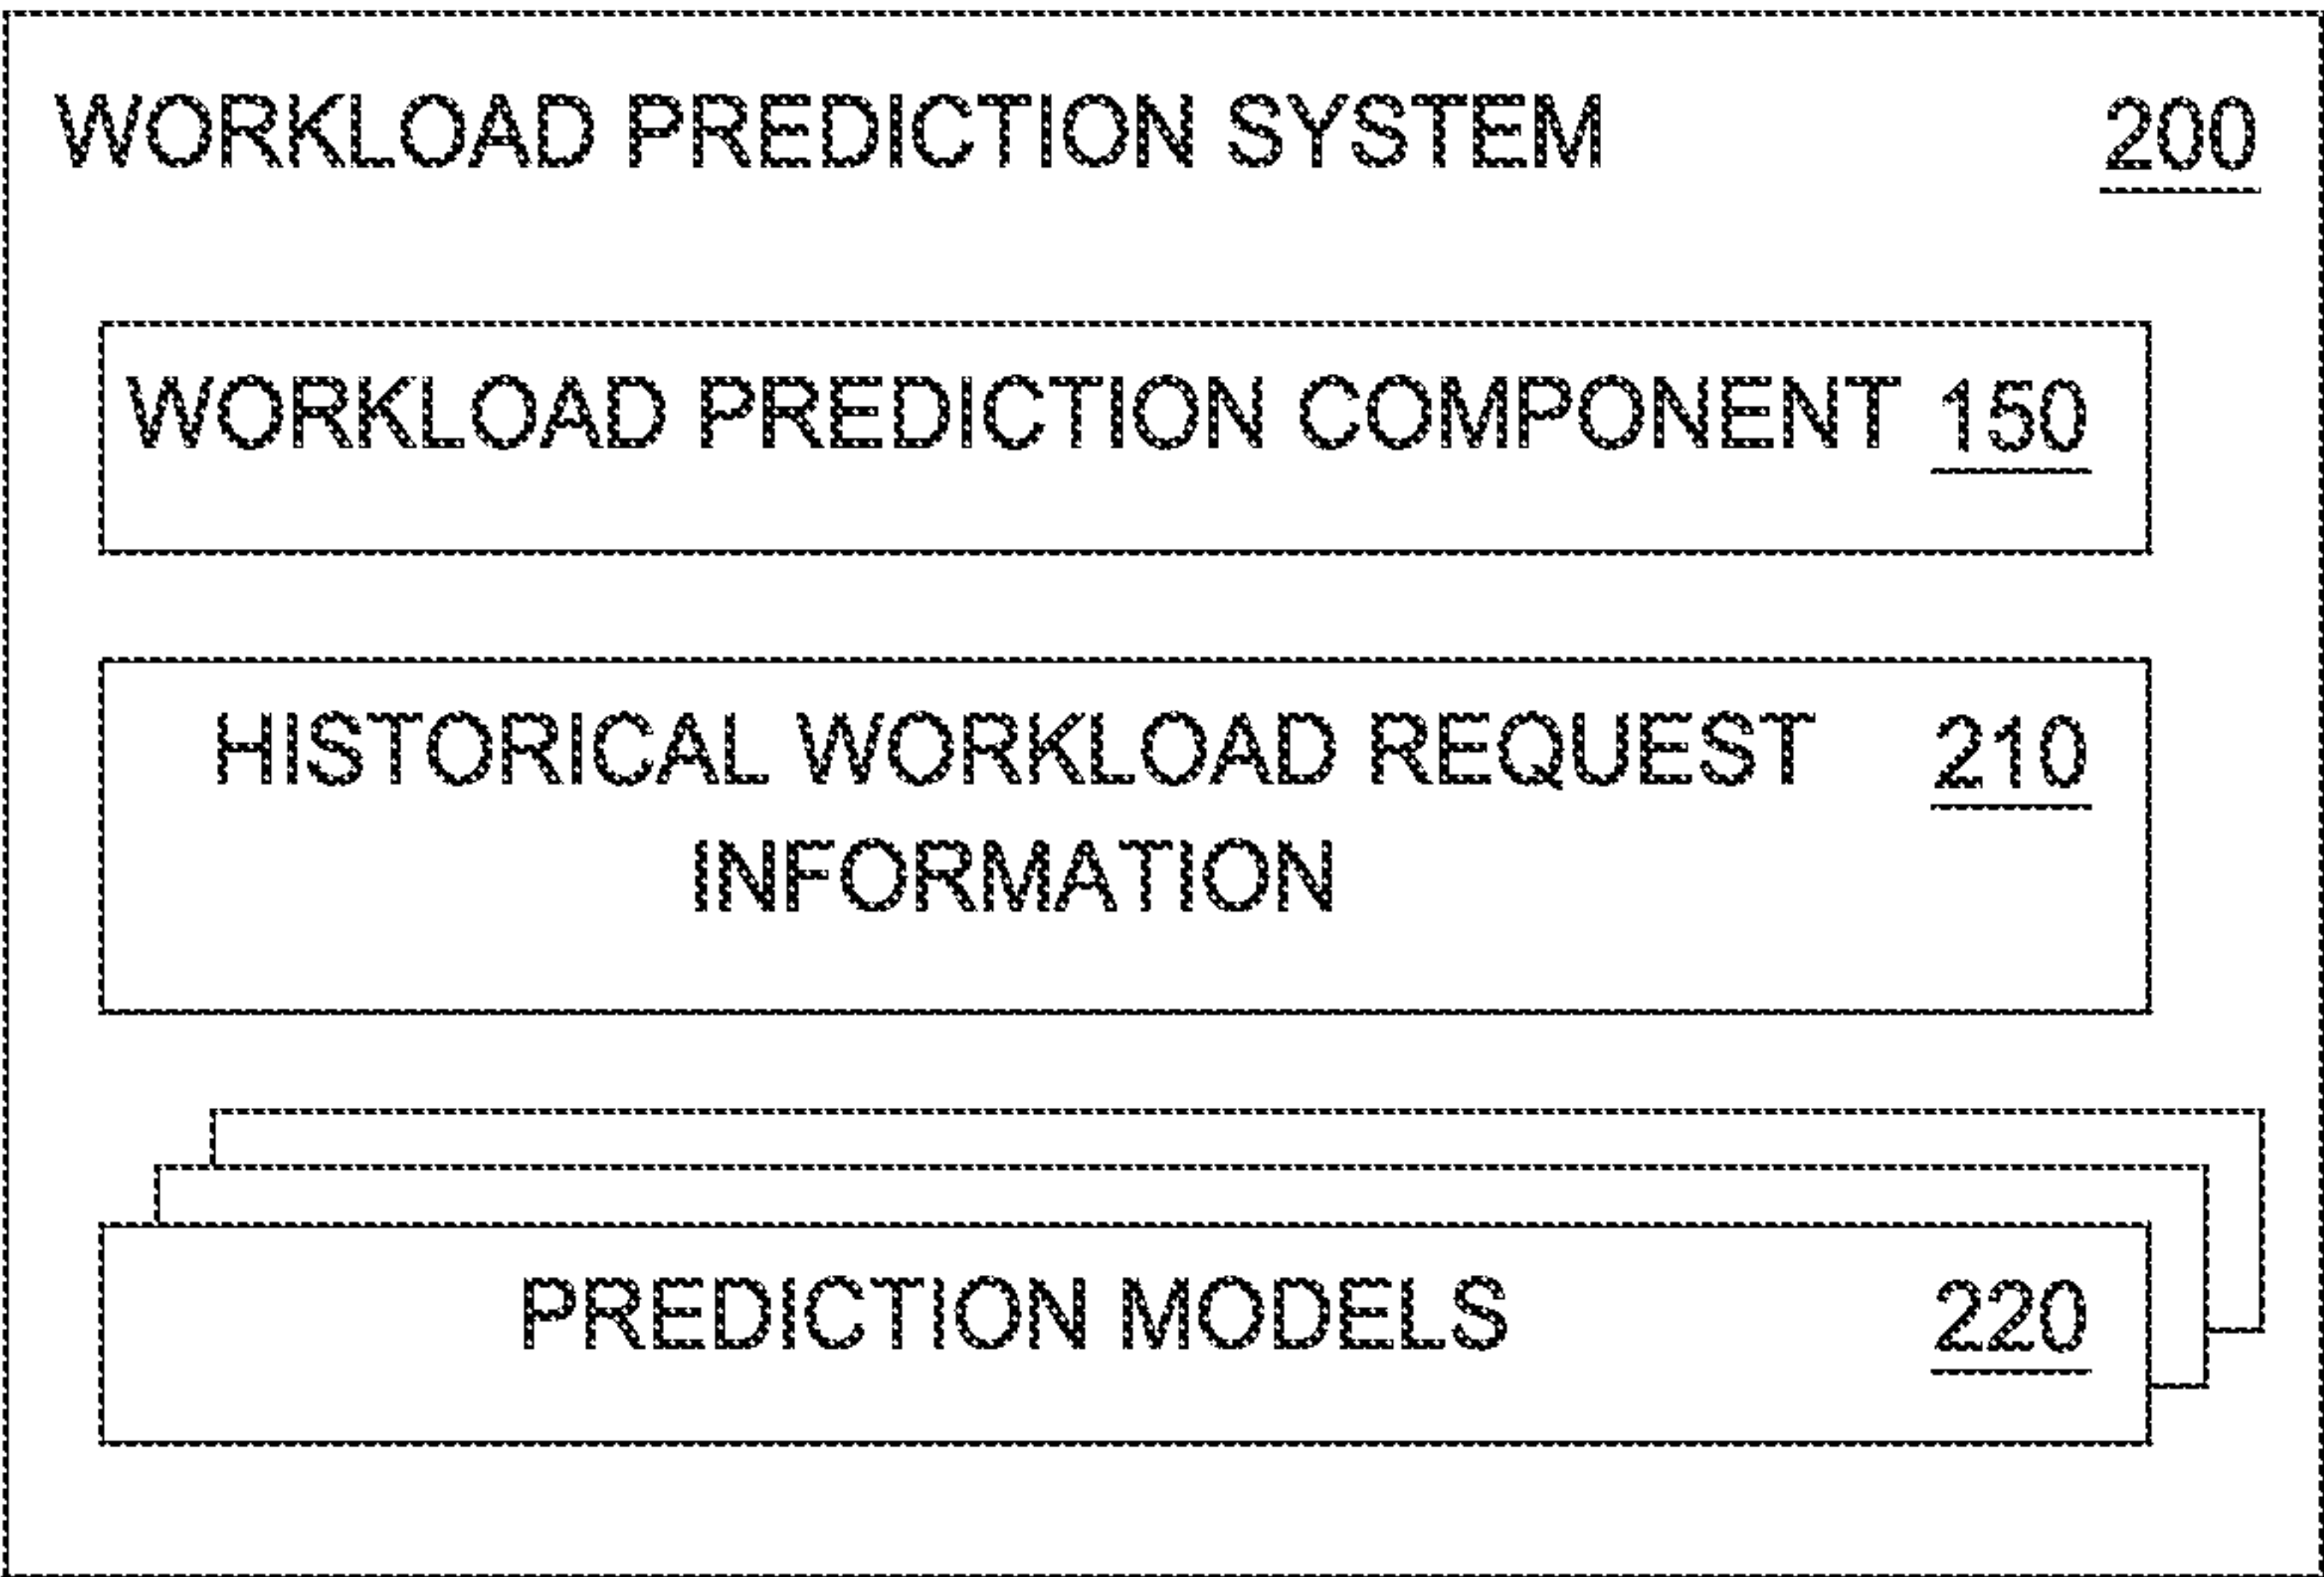 WORKLOAD PREDICTION SYSTEM 200
WORKLOAD PREDICTION COMPONENT 150
HISTORICAL WORKLOAD REQUEST 210
INFORMATION
PREDICTION MODELS 220